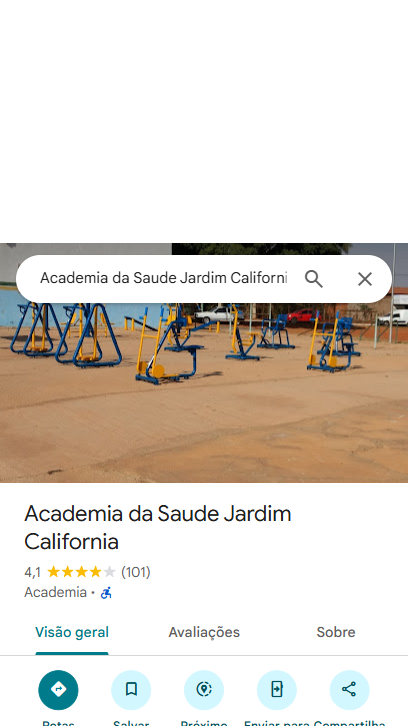 Academia da Saude Jardim Californi
Academia da Saude Jardim
California
4,1 (101)
Academia ·
Visão geral Avaliações Sobre
Rotas Salvar Próximo Enviar para Compartilha